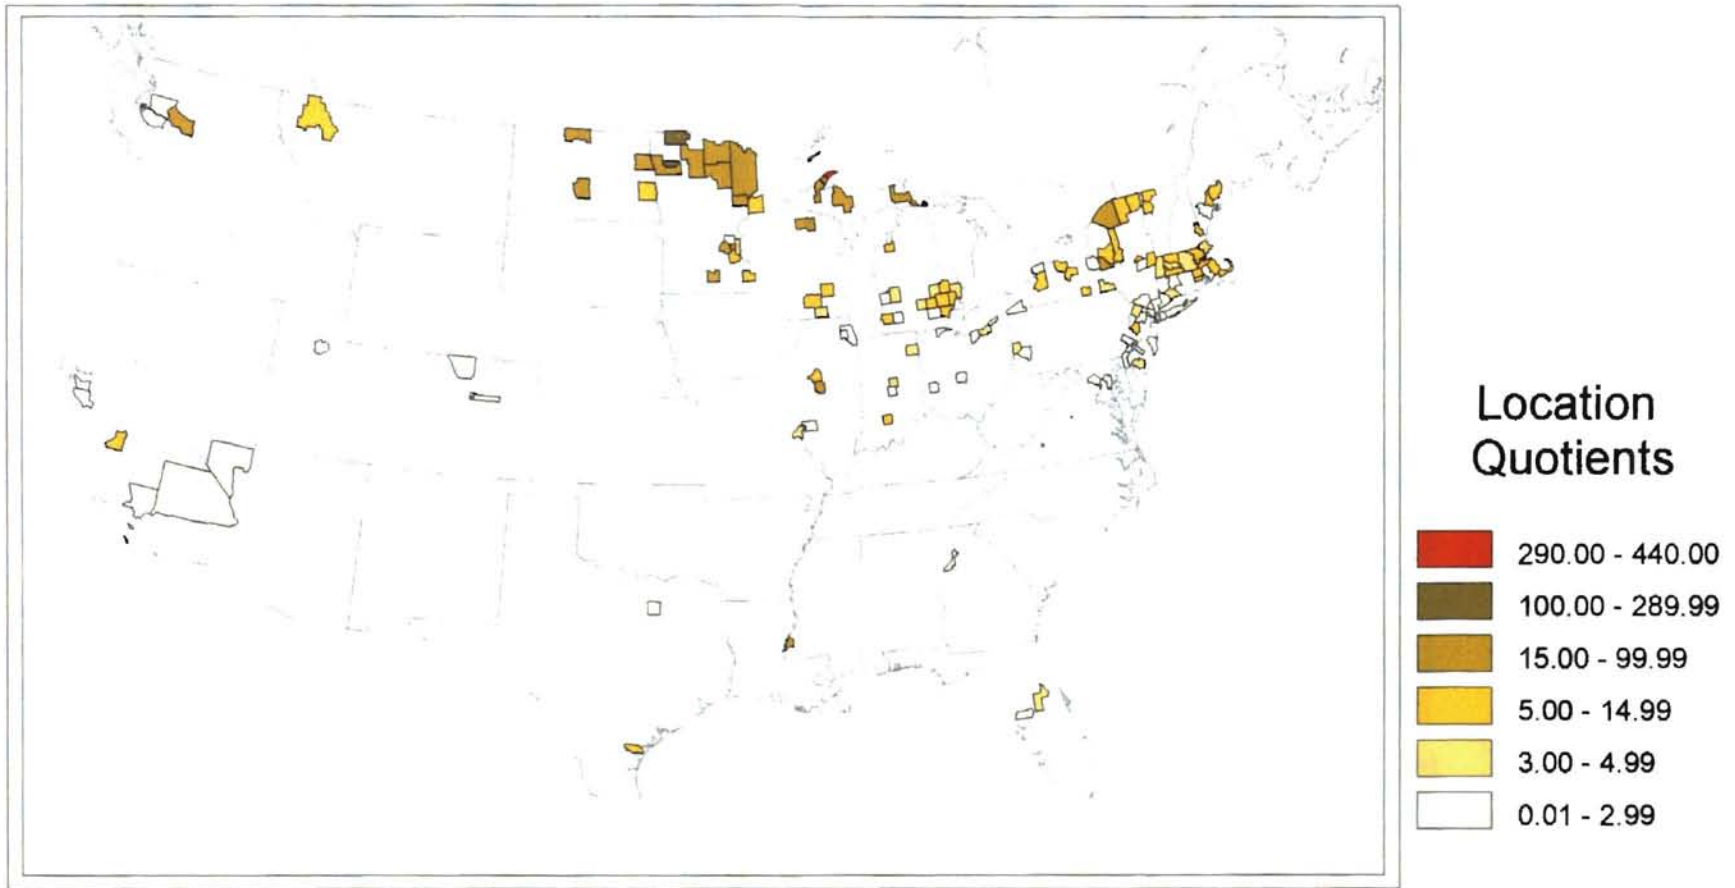 Location
Quotients
290.00 - 440.00
100.00 - 289.99
15.00 - 99.99
5.00 - 14.99
3.00 - 4.99
0.01 - 2.99